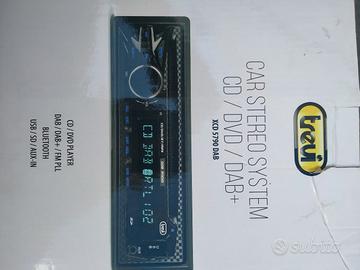 trevi
CAR STEREO SYSTEM
CD / DVD / DAB+
XCD 5790 DAB
CD / DVD PLAYER
DAB / DAB+ / FM PLL
BLUETOOTH
USB / SD / AUX-IN
subito